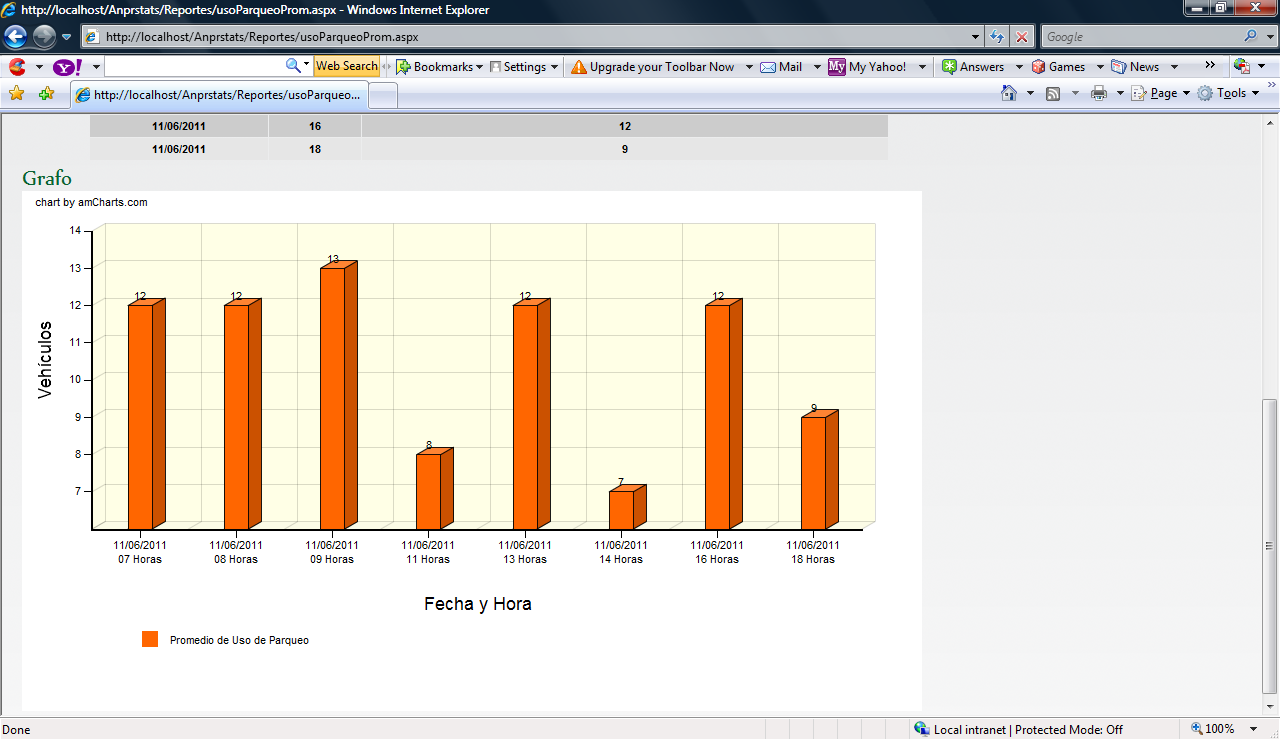 http://localhost/Anprstats/Reportes/usoParqueoProm.aspx - Windows Internet Explorer
http://localhost/Anprstats/Reportes/usoParqueoProm.aspx
Google
Y!
Web Search
Bookmarks
Settings
Upgrade your Toolbar Now
Mail
My
My Yahoo!
Answers
Games
News
http://localhost/Anprstats/Reportes/usoParqueo...
Page
Tools
11/06/2011 16 12
11/06/2011 18 9
Grafo
chart by amCharts.com
14
13
12
11
10
9
8
7
Vehículos
12
12
13
8
12
7
12
9
11/06/2011
07 Horas
11/06/2011
08 Horas
11/06/2011
09 Horas
11/06/2011
11 Horas
11/06/2011
13 Horas
11/06/2011
14 Horas
11/06/2011
16 Horas
11/06/2011
18 Horas
Fecha y Hora
Promedio de Uso de Parqueo
Done
Local intranet | Protected Mode: Off
100%